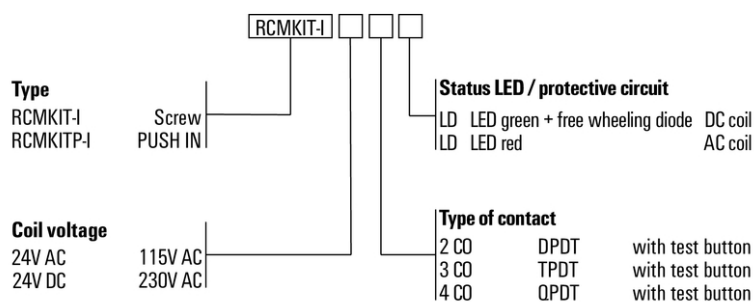 RCMKIT-I
Type
RCMKIT-I Screw
RCMKITP-I PUSH IN
Status LED / protective circuit
LD LED green + free wheeling diode DC coil
LD LED red AC coil
Coil voltage
24V AC 115V AC
24V DC 230V AC
Type of contact
2 CO DPDT with test button
3 CO TPDT with test button
4 CO QPDT with test button